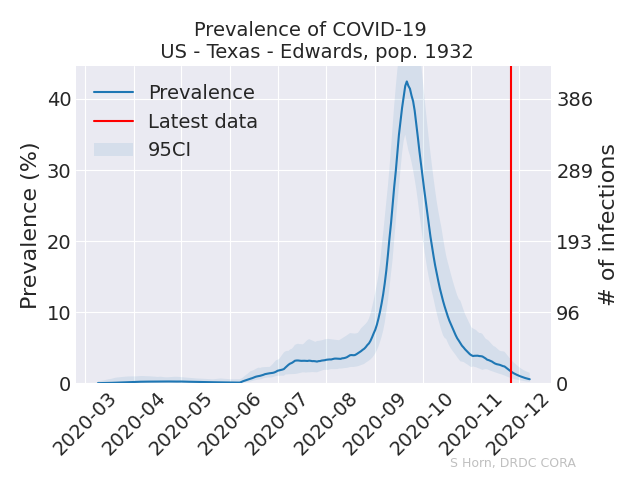 Prevalence of COVID-19
US - Texas - Edwards, pop. 1932
Prevalence
Latest data
95CI
Prevalence (%)
40
30
20
10
0
# of infections
386
289
193
96
0
2020-03
2020-04
2020-05
2020-06
2020-07
2020-08
2020-09
2020-10
2020-11
2020-12
S Horn, DRDC CORA